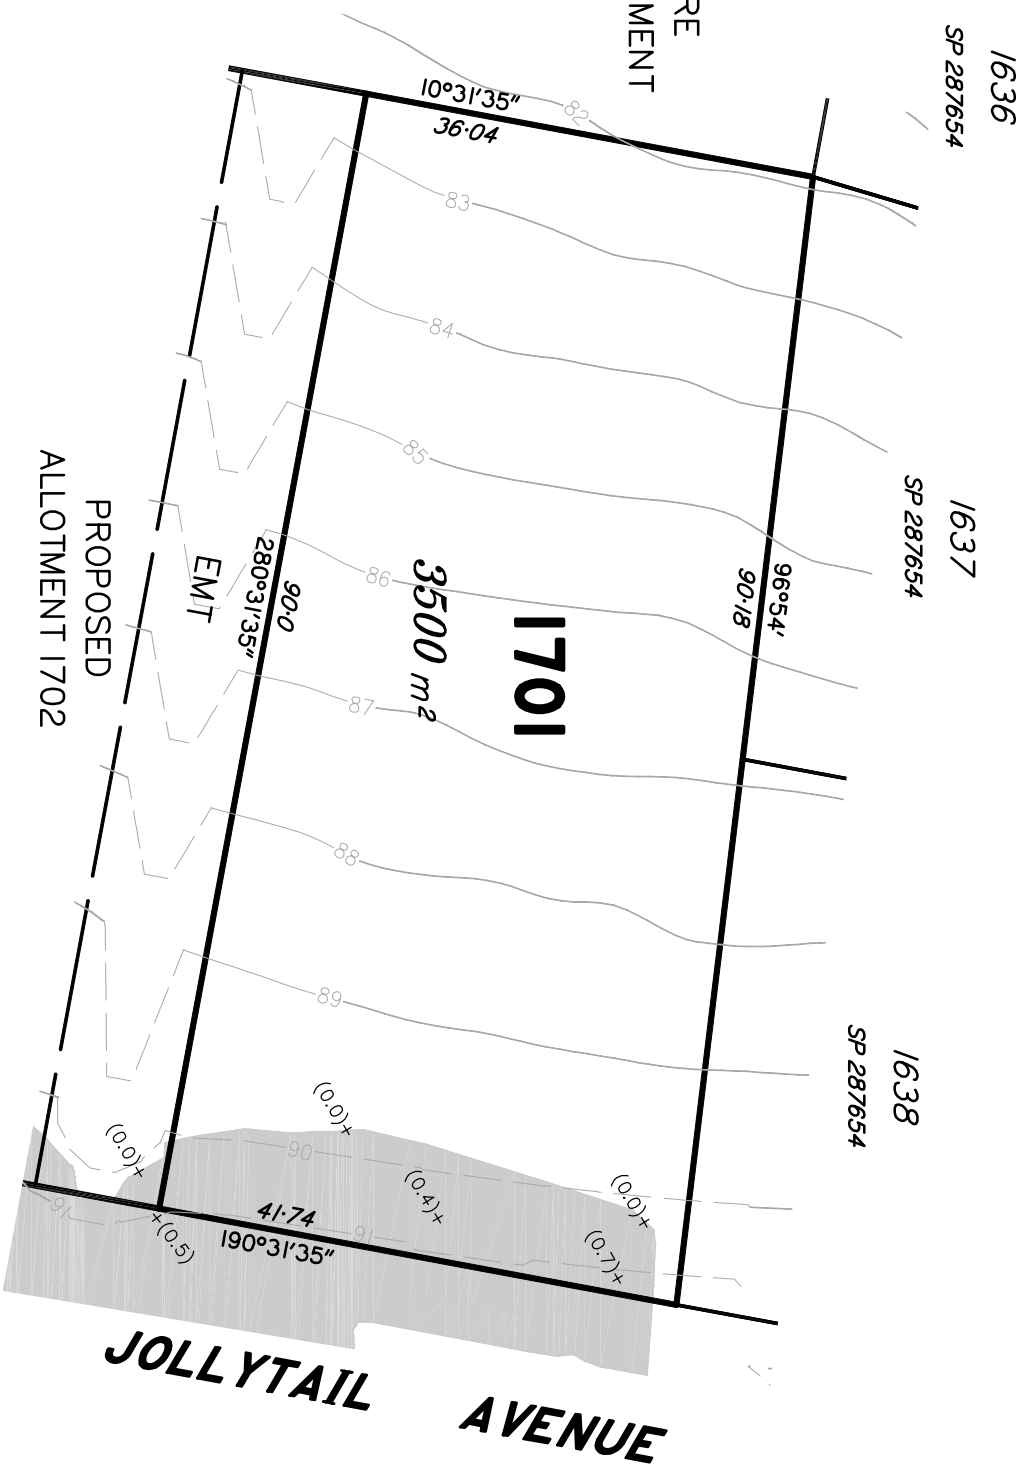 RE
MENT
1636
SP 287654
10°31'35"
36·04
82
83
84
85
86
87
88
89
90
91
91
1637
SP 287654
96°54'
90·18
1701
3500 m²
90·0
280°31'35"
EMT
PROPOSED
ALLOTMENT 1702
1638
SP 287654
(0.0)+
(0.0)+
(0.4)+
(0.0)+
(0.7)+
+(0.5)
41·74
190°31'35"
JOLLYTAIL AVENUE